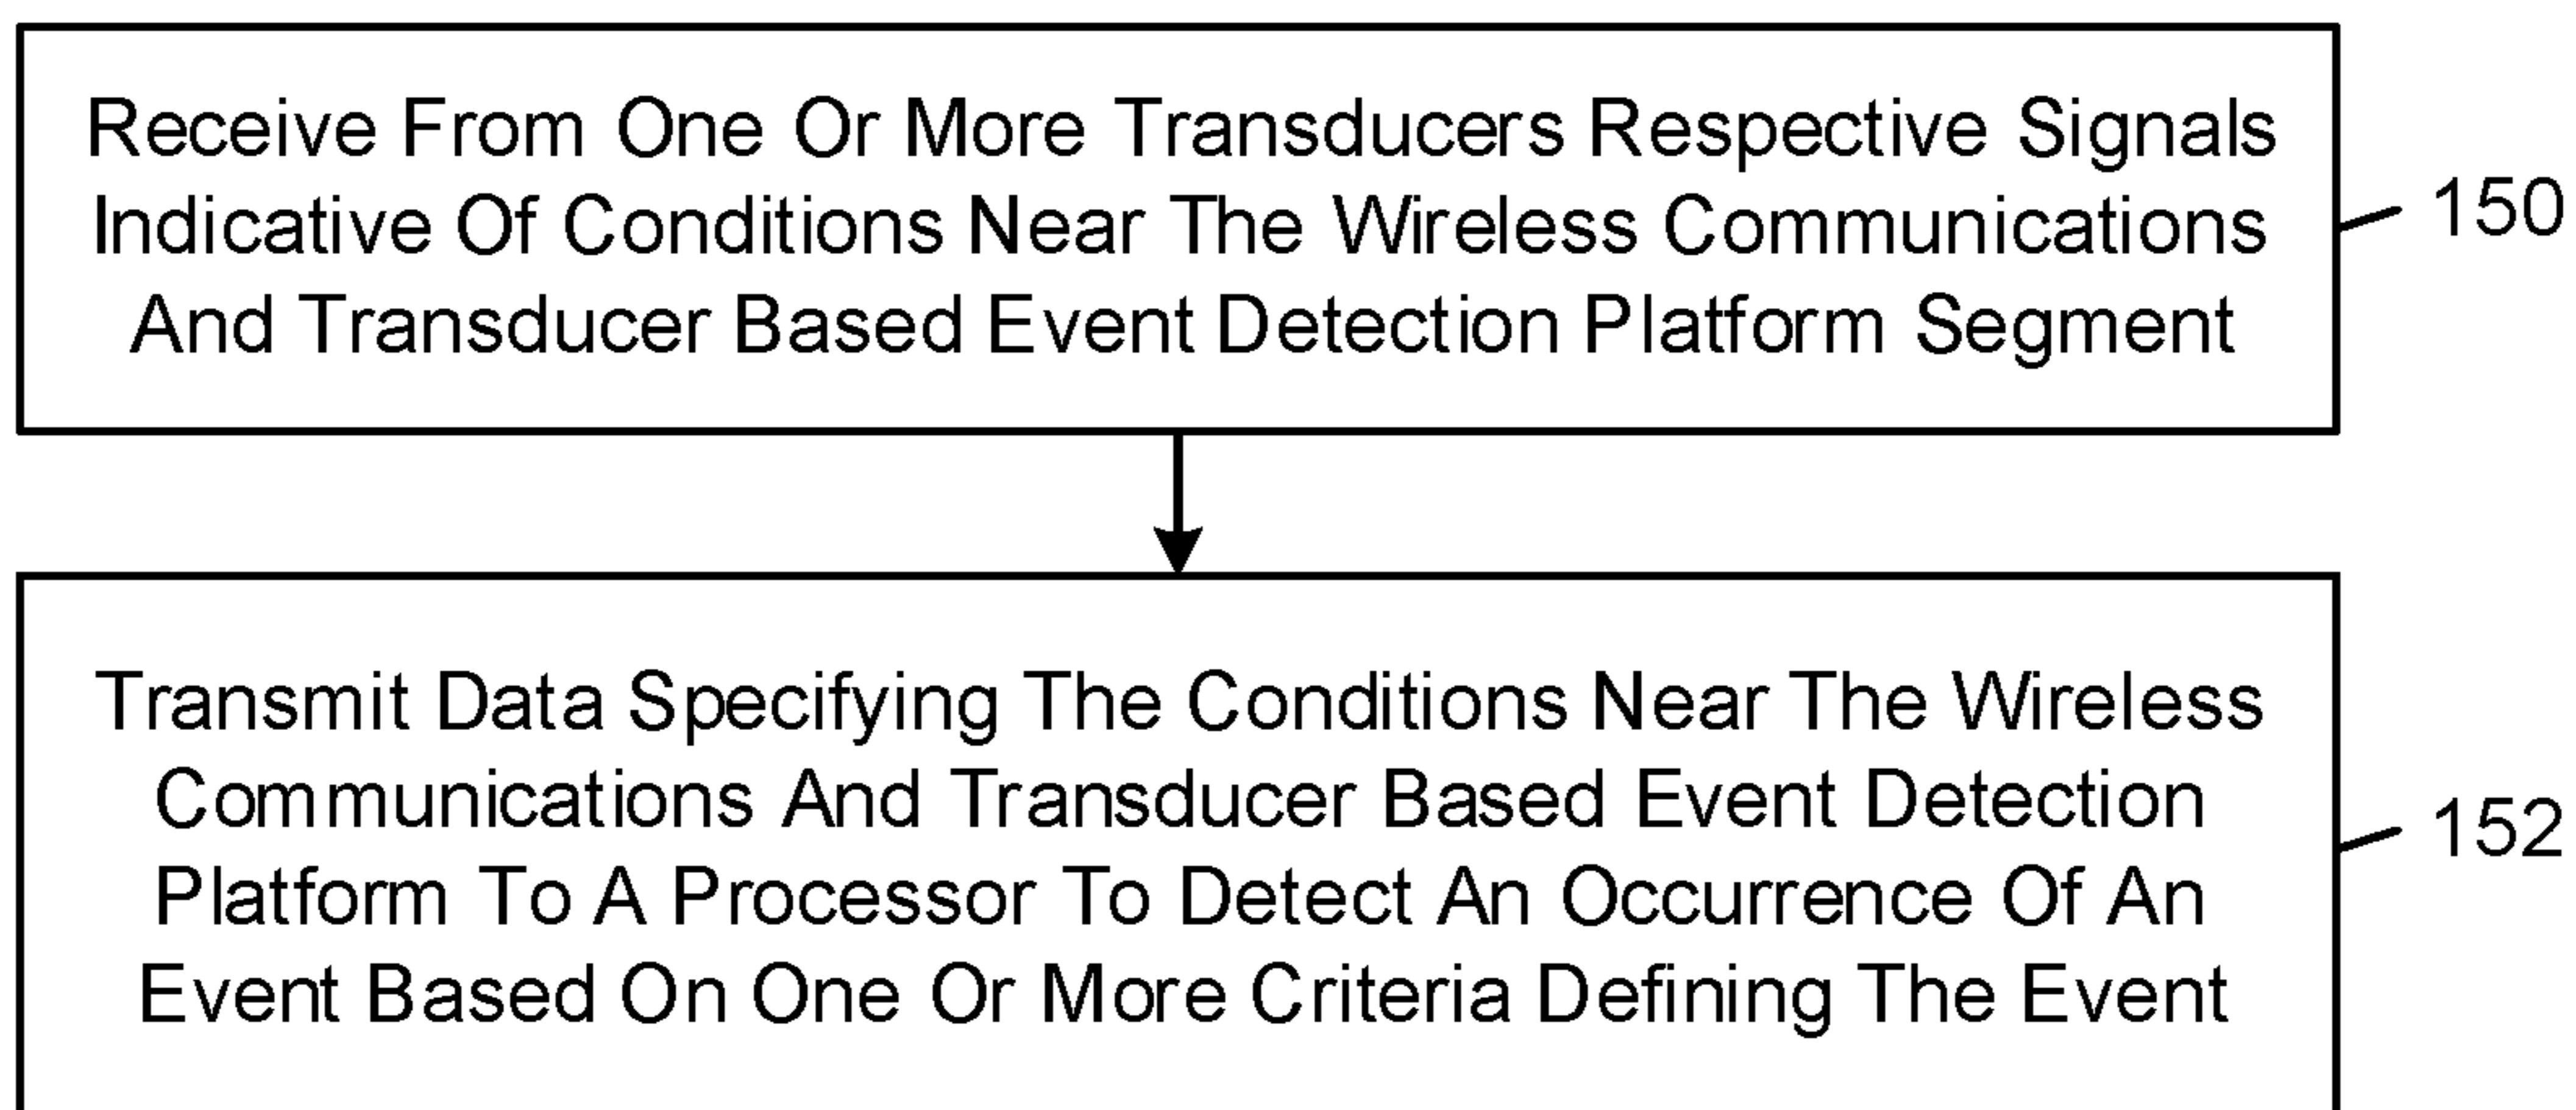 Receive From One Or More Transducers Respective Signals
Indicative Of Conditions Near The Wireless Communications
And Transducer Based Event Detection Platform Segment
150
Transmit Data Specifying The Conditions Near The Wireless
Communications And Transducer Based Event Detection
Platform To A Processor To Detect An Occurrence Of An
Event Based On One Or More Criteria Defining The Event
152